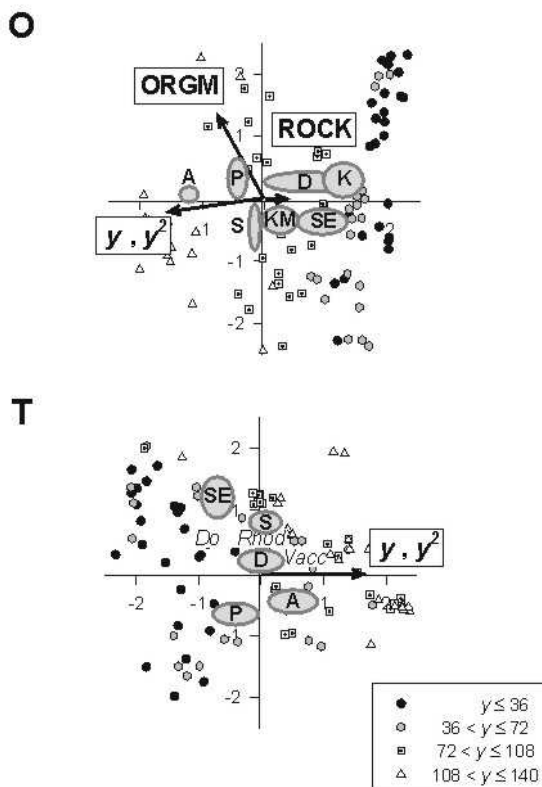 O
2
ORGM
1
ROCK
A
P
D
K
y , y²
1
S
KM
SE
2
-1
-2
T
2
SE
1
S
Do
Rhod
D
Vacc
y , y²
-2
-1
1
2
P
A
-1
-2
y ≤ 36
36 < y ≤ 72
72 < y ≤ 108
108 < y ≤ 140